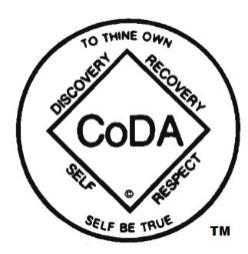 TO THINE OWN
DISCOVERY
RECOVERY
CoDA
SELF
©
RESPECT
SELF BE TRUE
TM